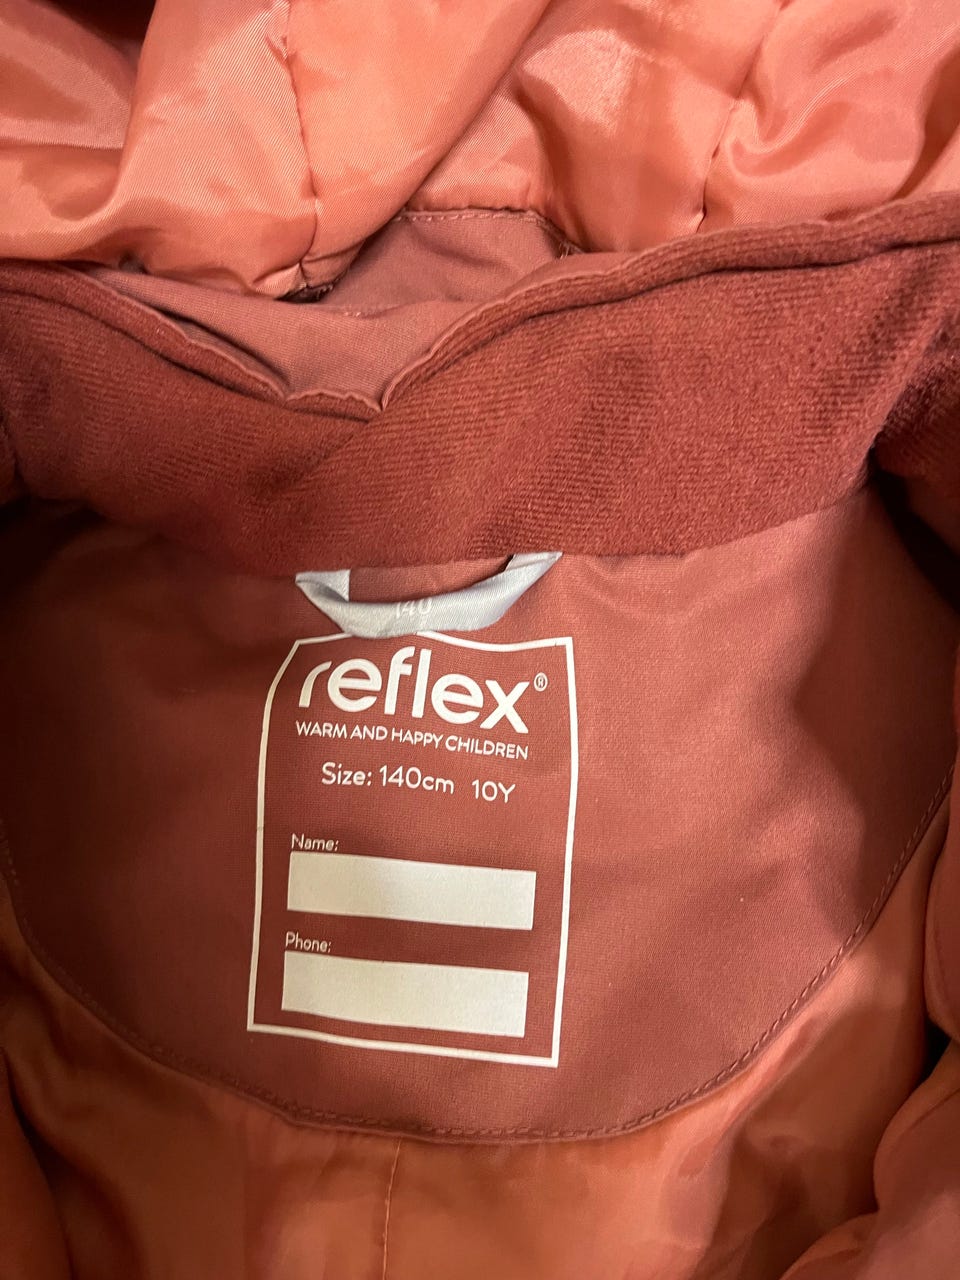 140
reflex®
WARM AND HAPPY CHILDREN
Size: 140cm 10Y
Name:
Phone: